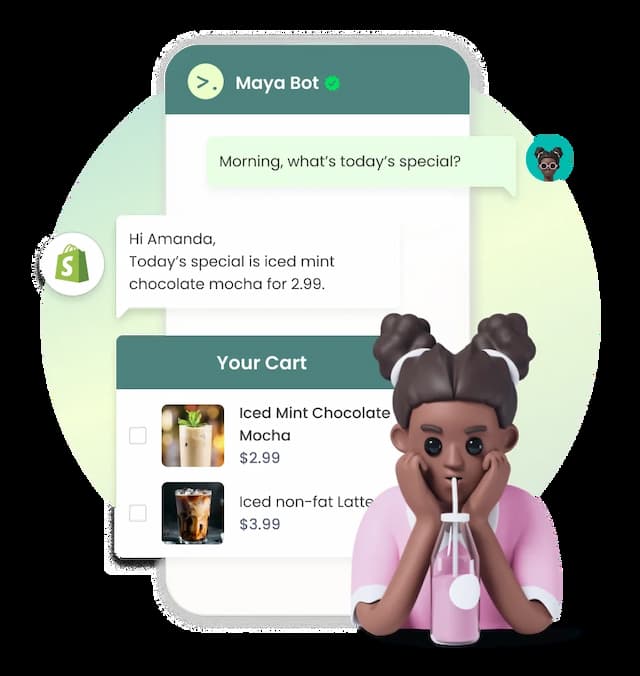 >.
Maya Bot
Morning, what's today's special?
Hi Amanda,
Today's special is iced mint
chocolate mocha for 2.99.
S
Your Cart
Iced Mint Chocolate
Mocha
$2.99
Iced non-fat Latte
$3.99